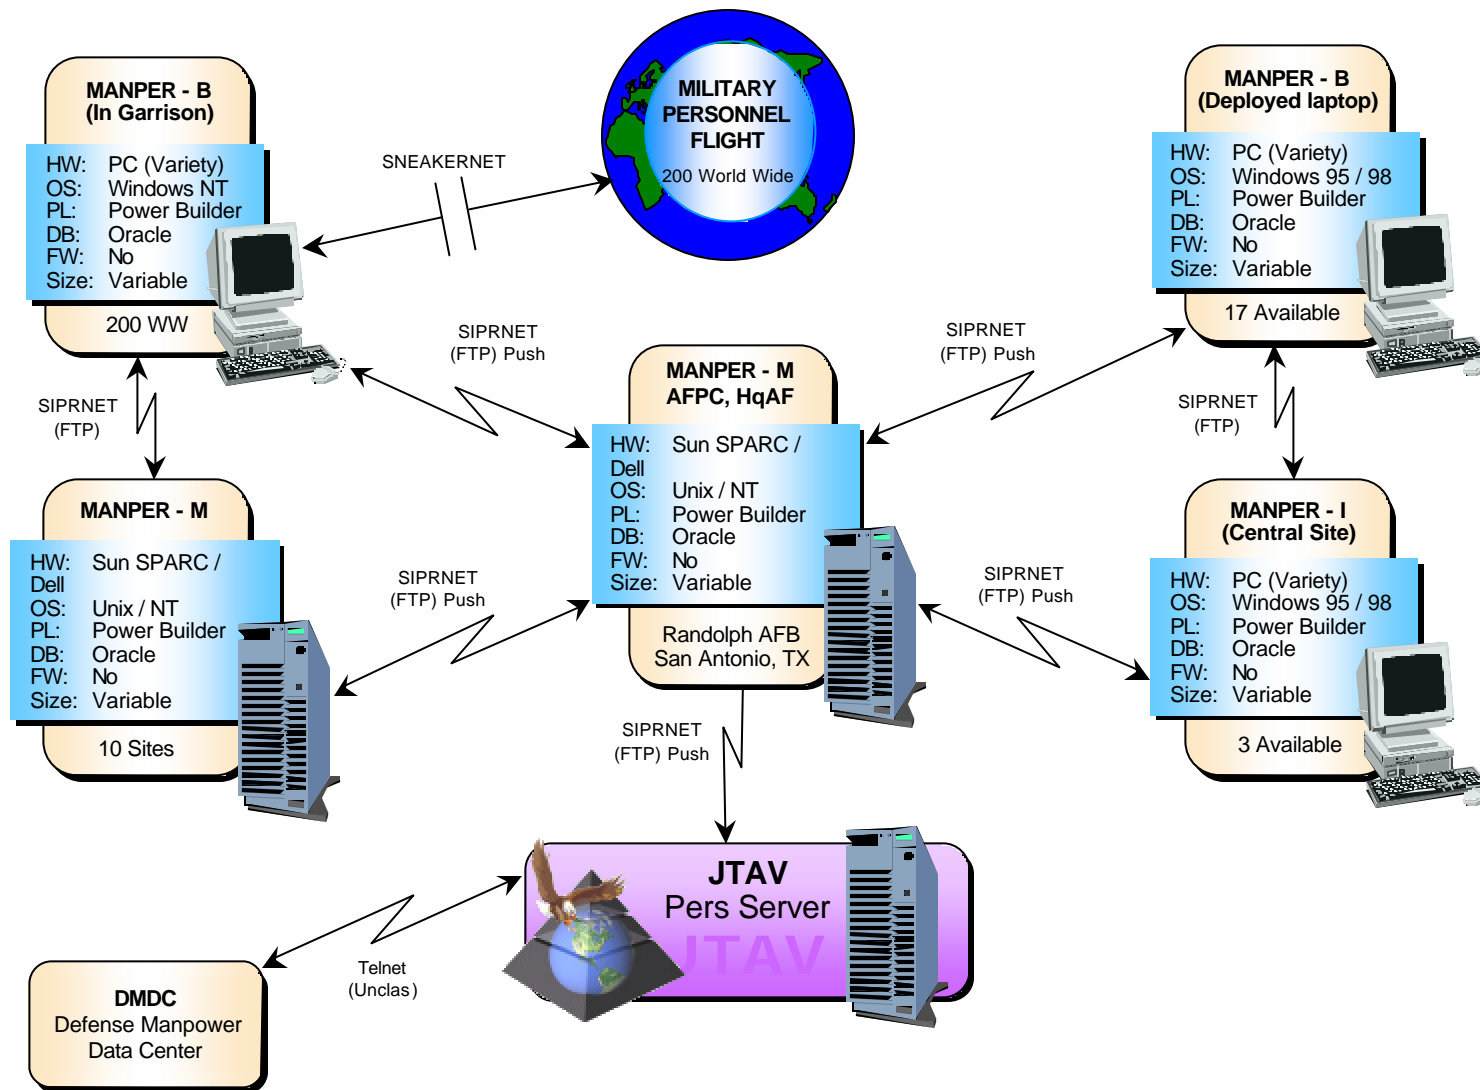 MANPER - B
(In Garrison)
HW: PC (Variety)
OS: Windows NT
PL: Power Builder
DB: Oracle
FW: No
Size: Variable
200 WW
SNEAKERNET
MILITARY
PERSONNEL
FLIGHT
200 World Wide
MANPER - B
(Deployed laptop)
HW: PC (Variety)
OS: Windows 95 / 98
PL: Power Builder
DB: Oracle
FW: No
Size: Variable
17 Available
SIPRNET
(FTP) Push
SIPRNET
(FTP) Push
SIPRNET
(FTP)
SIPRNET
(FTP)
MANPER - M
AFPC, HqAF
HW: Sun SPARC /
Dell
OS: Unix / NT
PL: Power Builder
DB: Oracle
FW: No
Size: Variable
Randolph AFB
San Antonio, TX
MANPER - M
HW: Sun SPARC /
Dell
OS: Unix / NT
PL: Power Builder
DB: Oracle
FW: No
Size: Variable
10 Sites
SIPRNET
(FTP) Push
SIPRNET
(FTP) Push
MANPER - I
(Central Site)
HW: PC (Variety)
OS: Windows 95 / 98
PL: Power Builder
DB: Oracle
FW: No
Size: Variable
3 Available
SIPRNET
(FTP) Push
JTAV
Pers Server
JTAV
Telnet
(Unclas)
DMDC
Defense Manpower
Data Center